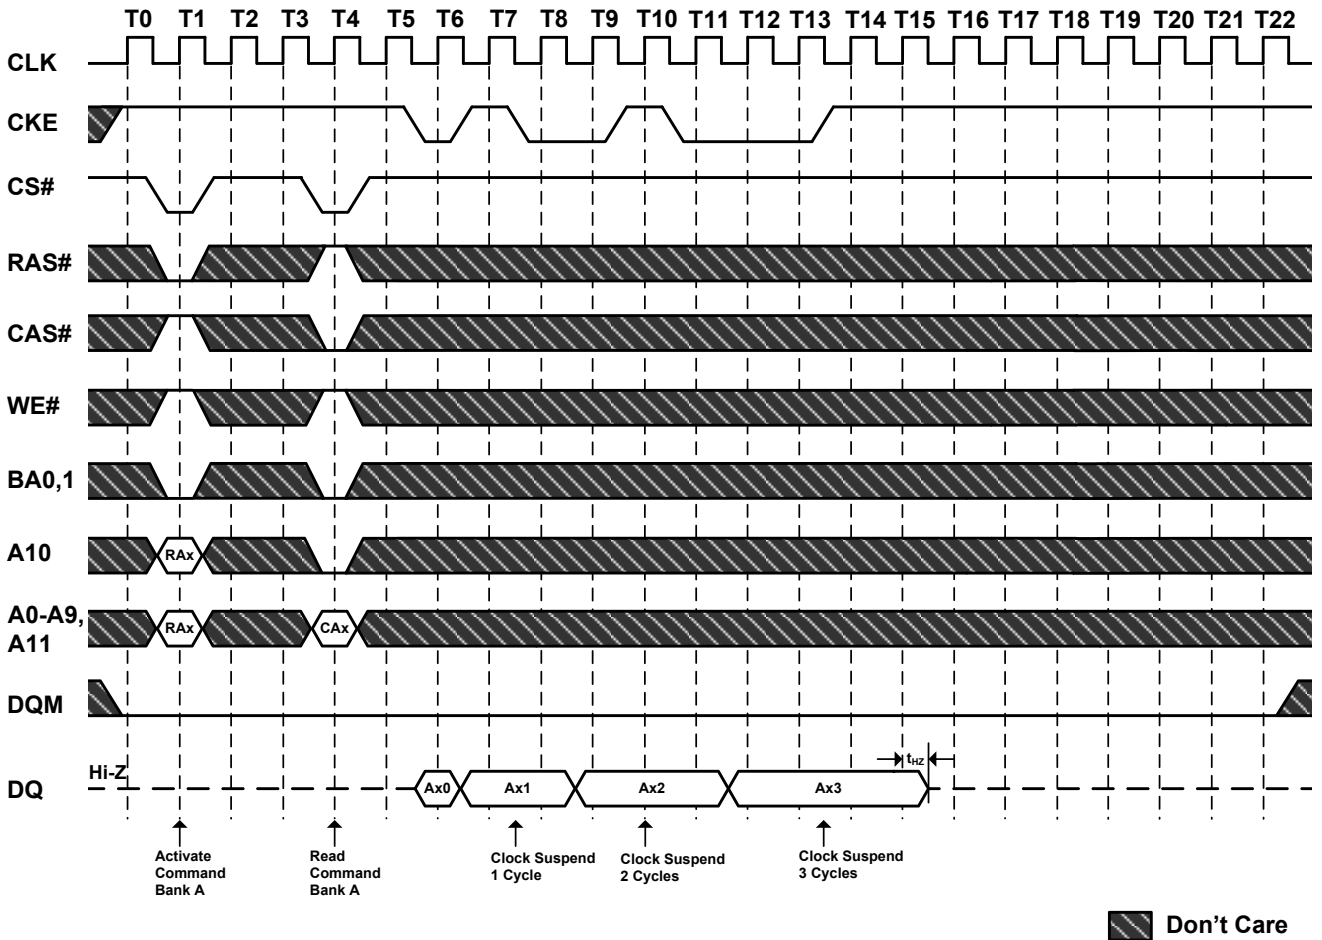 T0 T1 T2 T3 T4 T5 T6 T7 T8 T9 T10 T11 T12 T13 T14 T15 T16 T17 T18 T19 T20 T21 T22
CLK
CKE
CS#
RAS#
CAS#
WE#
BA0,1
A10
RAx
A0-A9,
A11
RAx
CAx
DQM
tHZ
Hi-Z
DQ
Ax0
Ax1
Ax2
Ax3
Activate
Command
Bank A
Read
Command
Bank A
Clock Suspend
1 Cycle
Clock Suspend
2 Cycles
Clock Suspend
3 Cycles
Don't Care